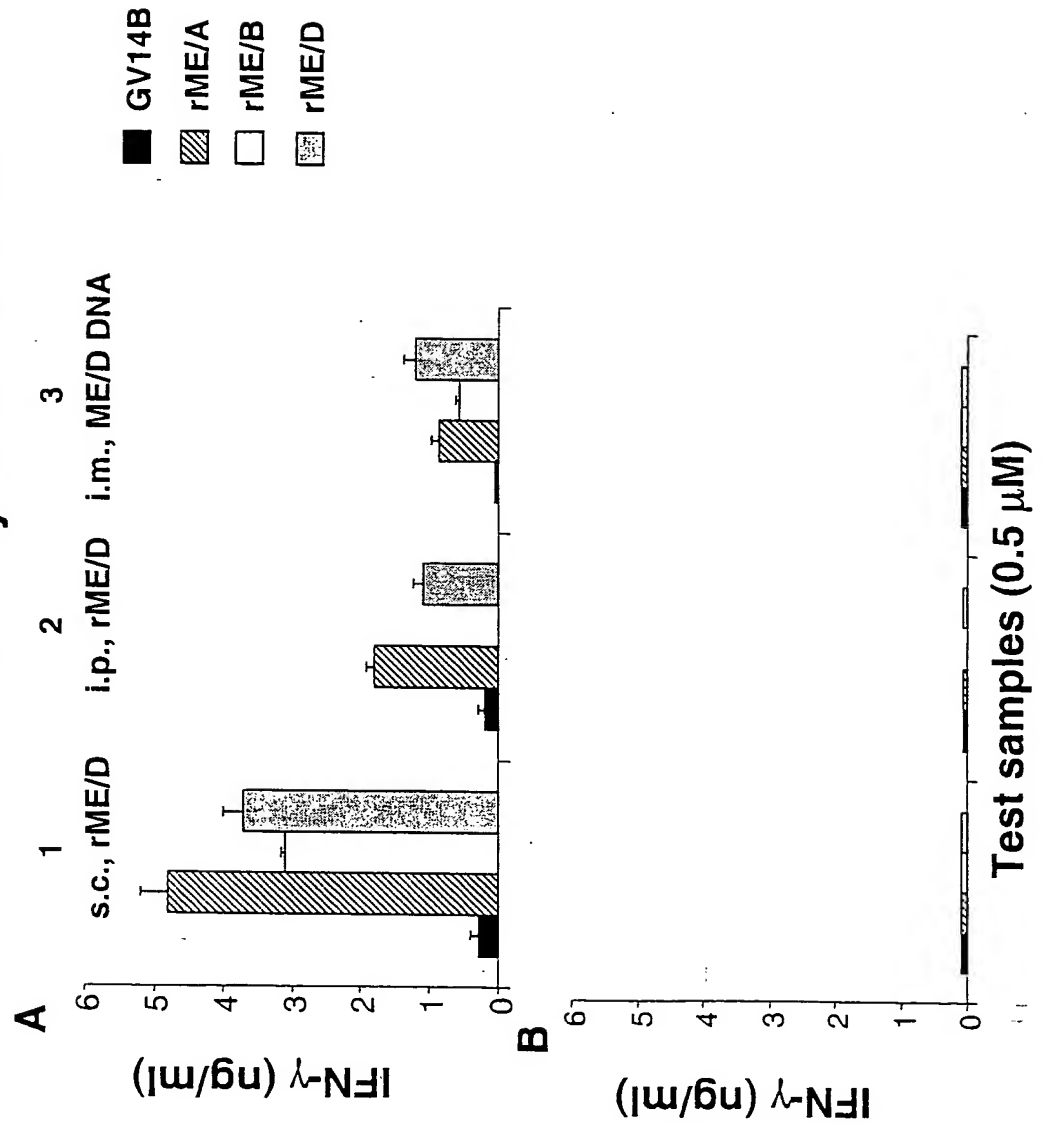 A
1
2
3
s.c., rME/D
i.p., rME/D
i.m., ME/D DNA
GV14B
rME/A
rME/B
rME/D
IFN-γ (ng/ml)
6
5
4
3
2
1
0
B
IFN-γ (ng/ml)
6
5
4
3
2
1
0
Test samples (0.5 μM)